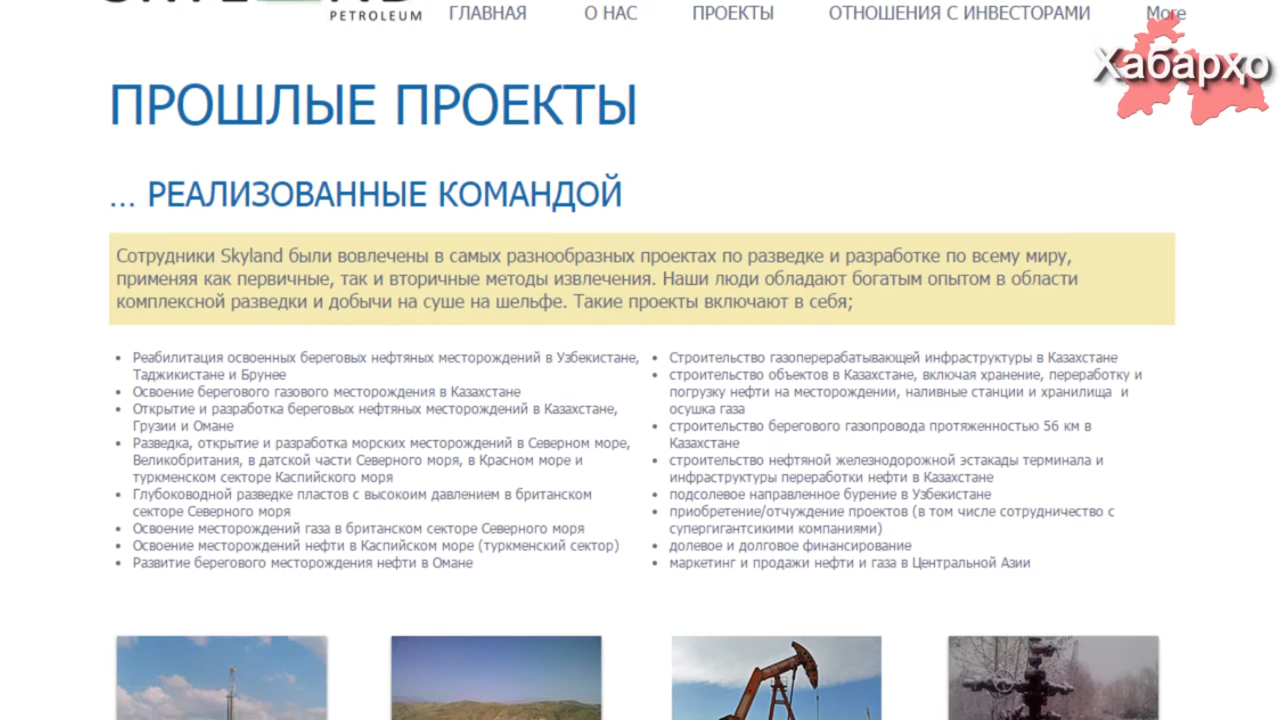 PETROLEUM
ГЛАВНАЯ О НАС ПРОЕКТЫ ОТНОШЕНИЯ С ИНВЕСТОРАМИ More
Хабарҳо
ПРОШЛЫЕ ПРОЕКТЫ
... РЕАЛИЗОВАННЫЕ КОМАНДОЙ
Сотрудники Skyland были вовлечены в самых разнообразных проектах по разведке и разработке по всему миру,
применяя как первичные, так и вторичные методы извлечения. Наши люди обладают богатым опытом в области
комплексной разведки и добычи на суше на шельфе. Такие проекты включают в себя;
• Реабилитация освоенных береговых нефтяных месторождений в Узбекистане,
Таджикистане и Брунее
• Освоение берегового газового месторождения в Казахстане
• Открытие и разработка береговых нефтяных месторождений в Казахстане,
Грузии и Омане
• Разведка, открытие и разработка морских месторождений в Северном море,
Великобритания, в датской части Северного моря, в Красном море и
туркменском секторе Каспийского моря
• Глубоководной разведке пластов с высокоим давлением в британском
секторе Северного моря
• Освоение месторождений газа в британском секторе Северного моря
• Освоение месторождений нефти в Каспийском море (туркменский сектор)
• Развитие берегового месторождения нефти в Омане
• Строительство газоперерабатывающей инфраструктуры в Казахстане
• строительство объектов в Казахстане, включая хранение, переработку и
погрузку нефти на месторождении, наливные станции и хранилища и
осушка газа
• строительство берегового газопровода протяженностью 56 км в
Казахстане
• строительство нефтяной железнодорожной эстакады терминала и
инфраструктуры переработки нефти в Казахстане
• подсолевое направленное бурение в Узбекистане
• приобретение/отчуждение проектов (в том числе сотрудничество с
супергигантсикими компаниями)
• долевое и долговое финансирование
• маркетинг и продажи нефти и газа в Центральной Азии